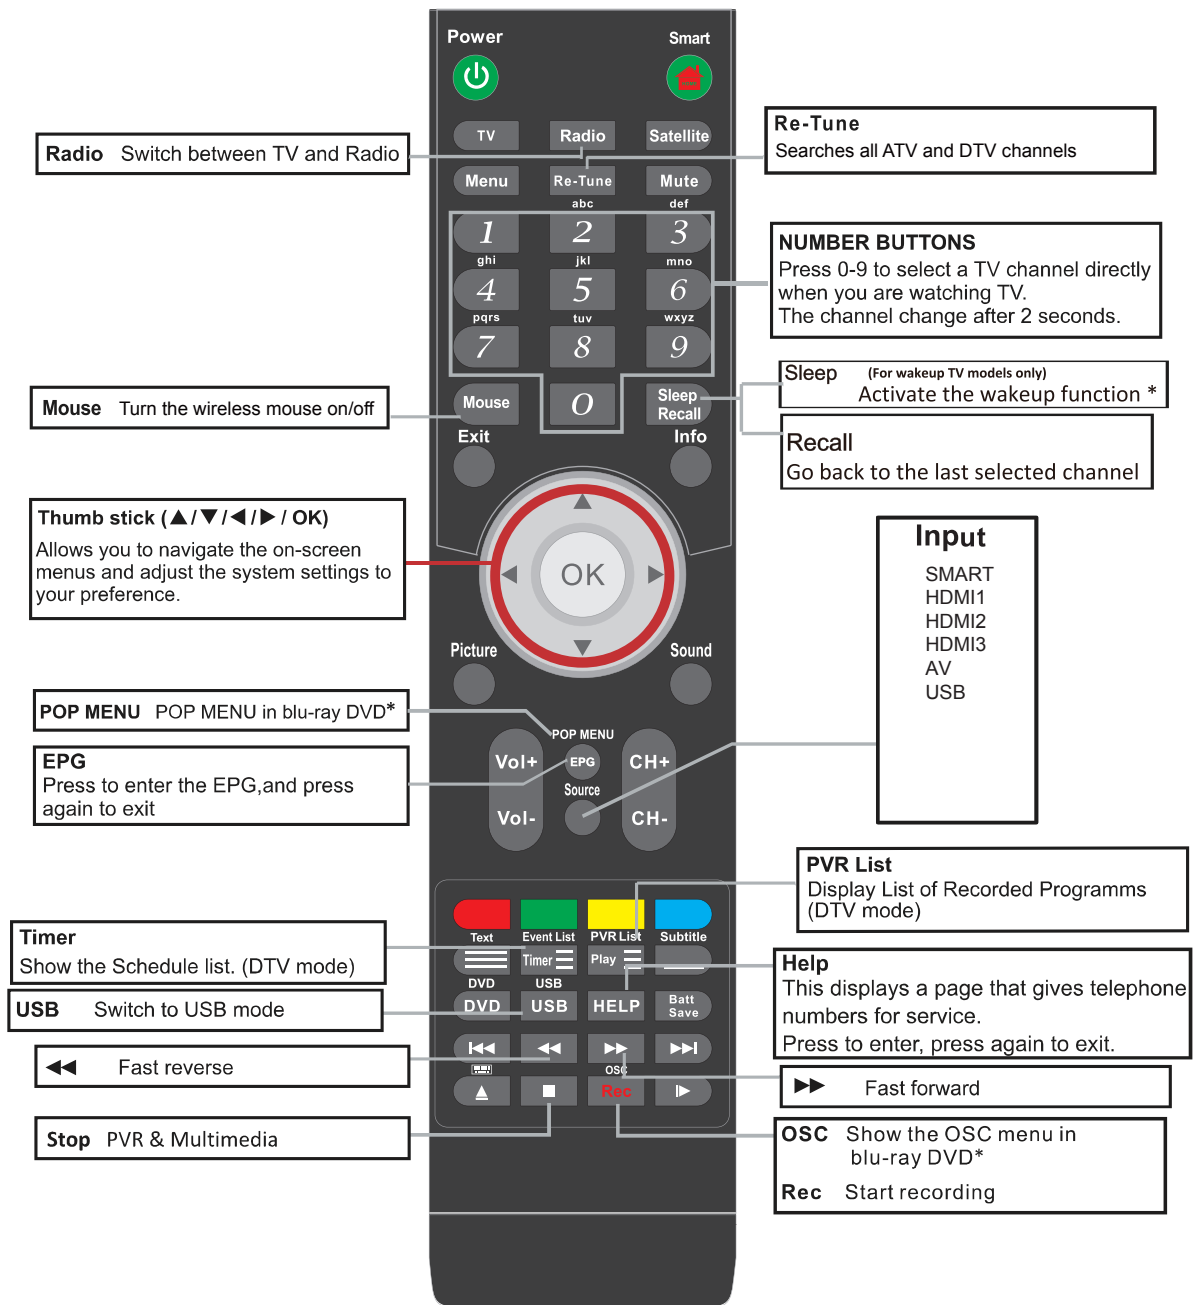 Power
Smart
TV
Radio
Satellite
Menu
Re-Tune
Mute
abc
def
1
2
3
ghi
jkl
mno
4
5
6
pqrs
tuv
wxyz
7
8
9
Mouse
0
Sleep
Recall
Exit
Info
OK
Picture
Sound
POP MENU
Vol+
EPG
CH+
Source
Vol-
CH-
Text
Event List
PVR List
Subtitle
Timer
Play
DVD
USB
DVD
USB
HELP
Batt
Save
OSC
Rec
Radio Switch between TV and Radio
Mouse Turn the wireless mouse on/off
Thumb stick (▲/▼/◀/▶ / OK)
Allows you to navigate the on-screen
menus and adjust the system settings to
your preference.
POP MENU POP MENU in blu-ray DVD*
EPG
Press to enter the EPG,and press
again to exit
Timer
Show the Schedule list. (DTV mode)
USB Switch to USB mode
◀◀ Fast reverse
Stop PVR & Multimedia
Re-Tune
Searches all ATV and DTV channels
NUMBER BUTTONS
Press 0-9 to select a TV channel directly
when you are watching TV.
The channel change after 2 seconds.
Sleep (For wakeup TV models only)
Activate the wakeup function *
Recall
Go back to the last selected channel
Input
SMART
HDMI1
HDMI2
HDMI3
AV
USB
PVR List
Display List of Recorded Programms
(DTV mode)
Help
This displays a page that gives telephone
numbers for service.
Press to enter, press again to exit.
▶▶ Fast forward
OSC Show the OSC menu in
blu-ray DVD*
Rec Start recording